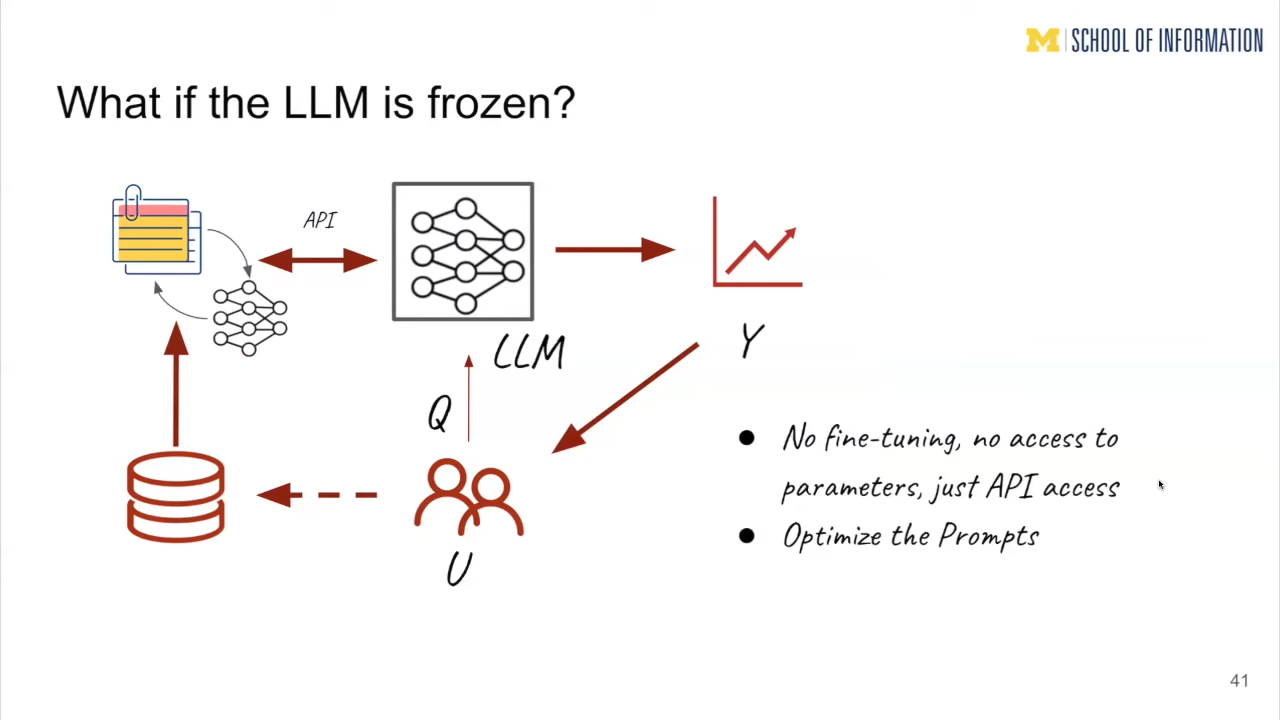 M | SCHOOL OF INFORMATION
What if the LLM is frozen?
API
LLM
Q
Y
U
● No fine-tuning, no access to
parameters, just API access
● Optimize the Prompts
41